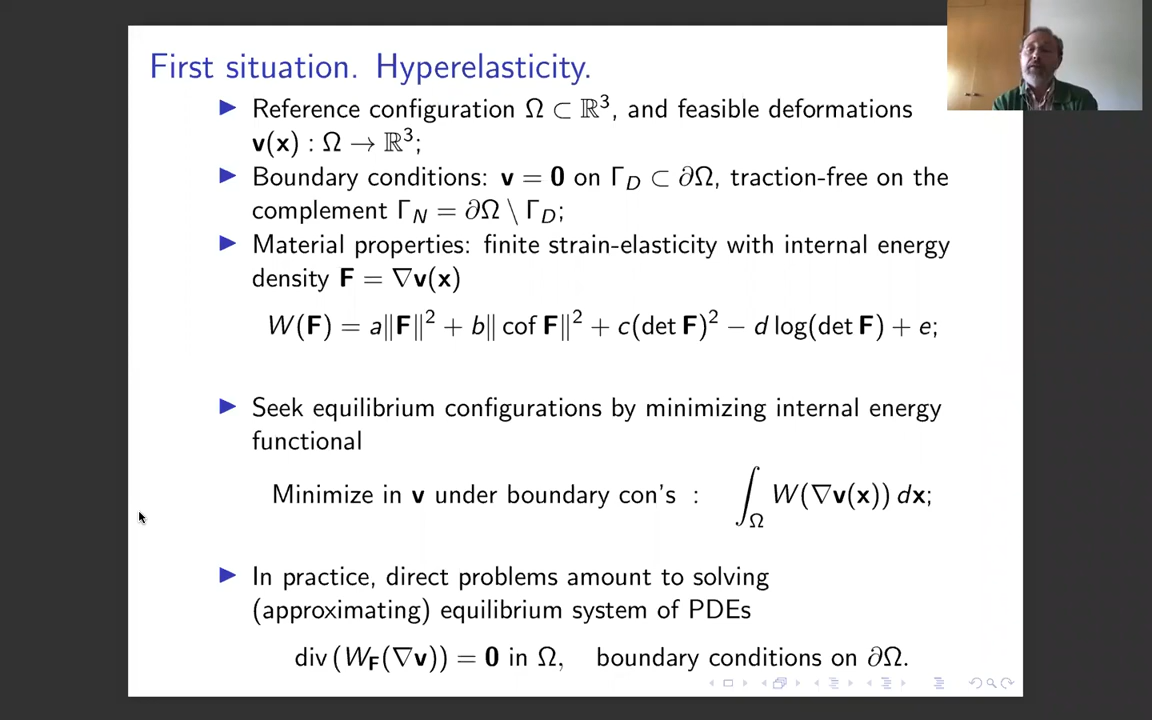 First situation. Hyperelasticity.
▶ Reference configuration Ω ⊂ ℝ³, and feasible deformations
v(x) : Ω → ℝ³;
▶ Boundary conditions: v = 0 on Γ_D ⊂ ∂Ω, traction-free on the
complement Γ_N = ∂Ω \ Γ_D;
▶ Material properties: finite strain-elasticity with internal energy
density F = ∇v(x)
W(F) = a‖F‖² + b‖ cof F‖² + c(det F)² − d log(det F) + e;
▶ Seek equilibrium configurations by minimizing internal energy
functional
Minimize in v under boundary con's : ∫_Ω W(∇v(x)) dx;
▶ In practice, direct problems amount to solving
(approximating) equilibrium system of PDEs
div (W_F(∇v)) = 0 in Ω, boundary conditions on ∂Ω.